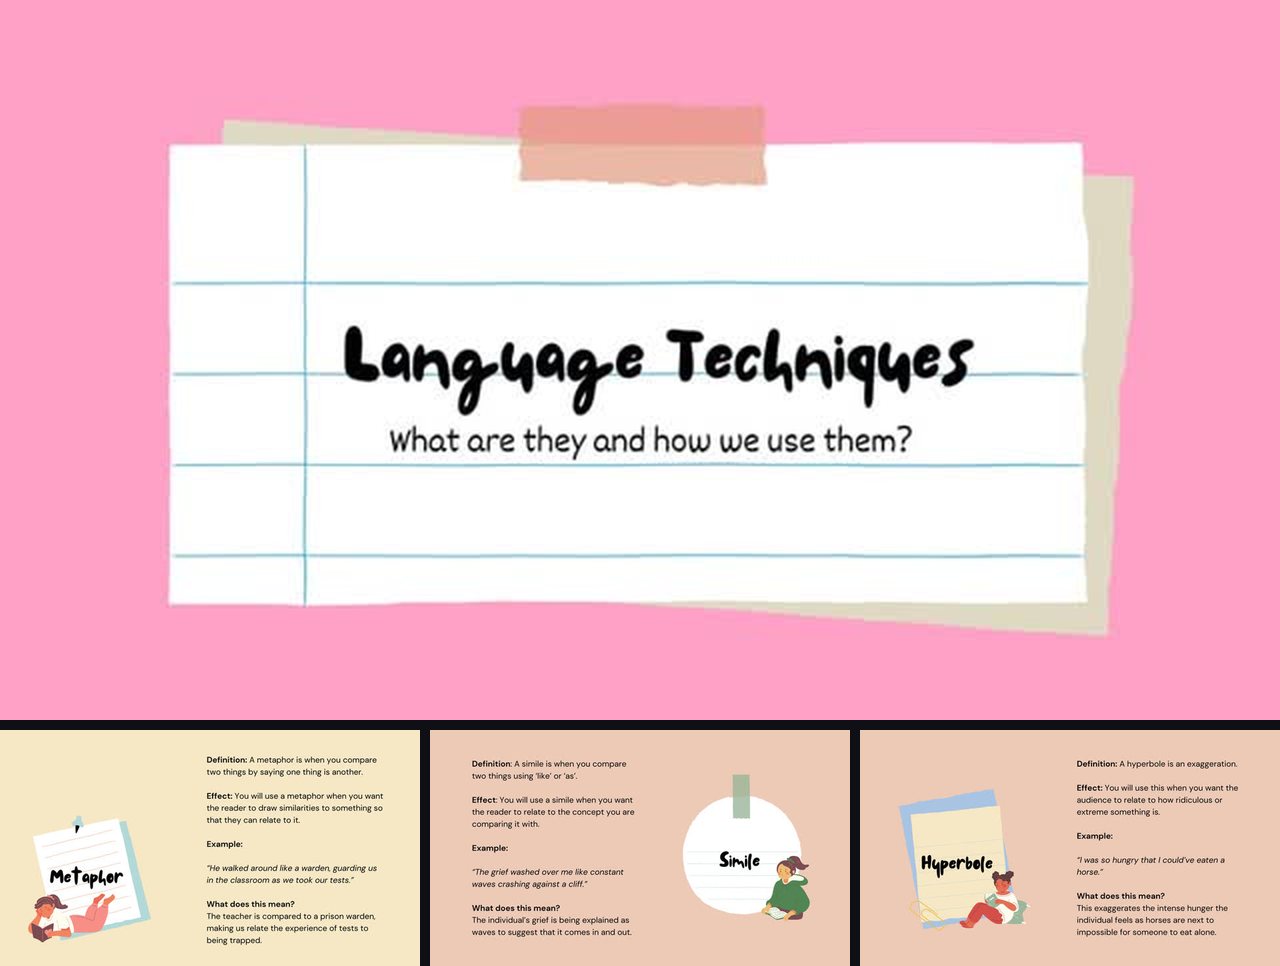 Language Techniques
What are they and how we use them?
Metaphor
Definition: A metaphor is when you compare
two things by saying one thing is another.
Effect: You will use a metaphor when you want
the reader to draw similarities to something so
that they can relate to it.
Example:
“He walked around like a warden, guarding us
in the classroom as we took our tests.”
What does this mean?
The teacher is compared to a prison warden,
making us relate the experience of tests to
being trapped.
Definition: A simile is when you compare
two things using ‘like’ or ‘as’.
Effect: You will use a simile when you want
the reader to relate to the concept you are
comparing it with.
Example:
“The grief washed over me like constant
waves crashing against a cliff.”
What does this mean?
The individual’s grief is being explained as
waves to suggest that it comes in and out.
Simile
Hyperbole
Definition: A hyperbole is an exaggeration.
Effect: You will use this when you want the
audience to relate to how ridiculous or
extreme something is.
Example:
“I was so hungry that I could’ve eaten a
horse.”
What does this mean?
This exaggerates the intense hunger the
individual feels as horses are next to
impossible for someone to eat alone.